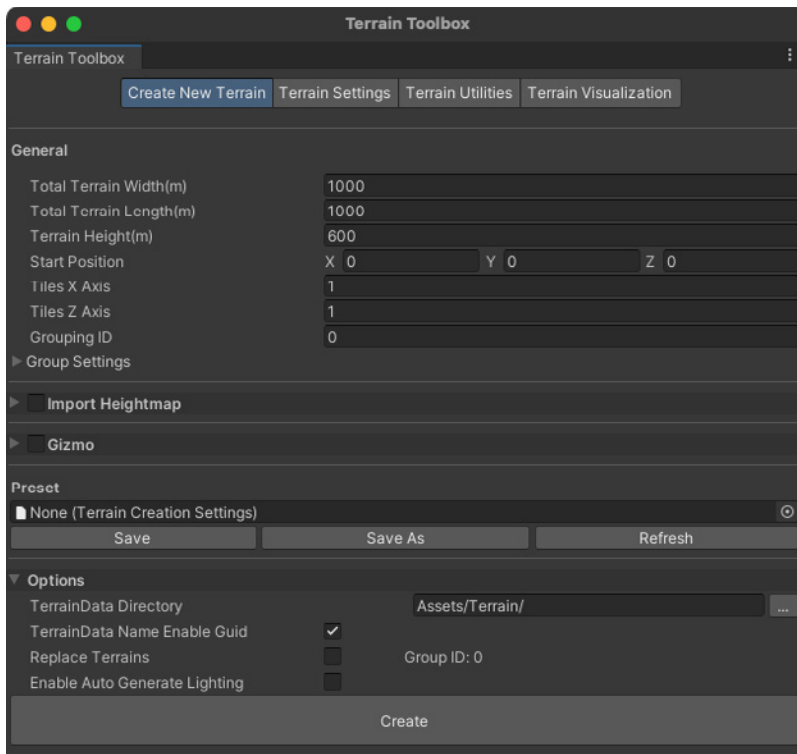 Terrain Toolbox
Terrain Toolbox
Create New Terrain Terrain Settings Terrain Utilities Terrain Visualization
General
Total Terrain Width(m) 1000
Total Terrain Length(m) 1000
Terrain Height(m) 600
Start Position X 0 Y 0 Z 0
Tiles X Axis 1
Tiles Z Axis 1
Grouping ID 0
Group Settings
Import Heightmap
Gizmo
Preset
None (Terrain Creation Settings)
Save Save As Refresh
Options
TerrainData Directory Assets/Terrain/ ...
TerrainData Name Enable Guid
Replace Terrains Group ID: 0
Enable Auto Generate Lighting
Create